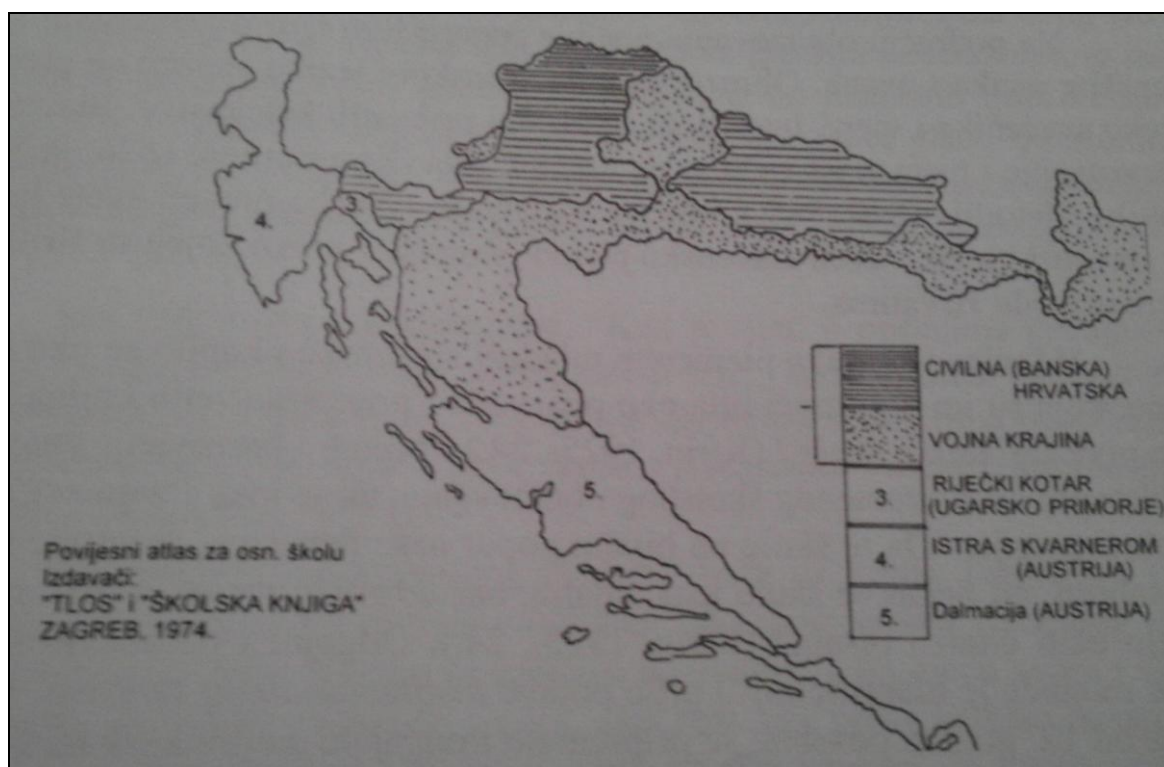 4.
3
5.
CIVILNA (BANSKA)
HRVATSKA
VOJNA KRAJINA
3.
RIJEČKI KOTAR
(UGARSKO PRIMORJE)
4.
ISTRA S KVARNEROM
(AUSTRIJA)
5.
Dalmacija (AUSTRIJA)
Povijesni atlas za osn. školu
Izdavači:
"TLOS" i "ŠKOLSKA KNJIGA"
ZAGREB, 1974.